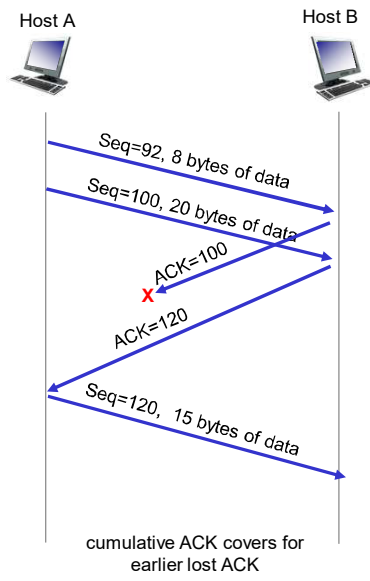 Host A
Host B
Seq=92, 8 bytes of data
Seq=100, 20 bytes of data
ACK=100
X
ACK=120
Seq=120, 15 bytes of data
cumulative ACK covers for
earlier lost ACK